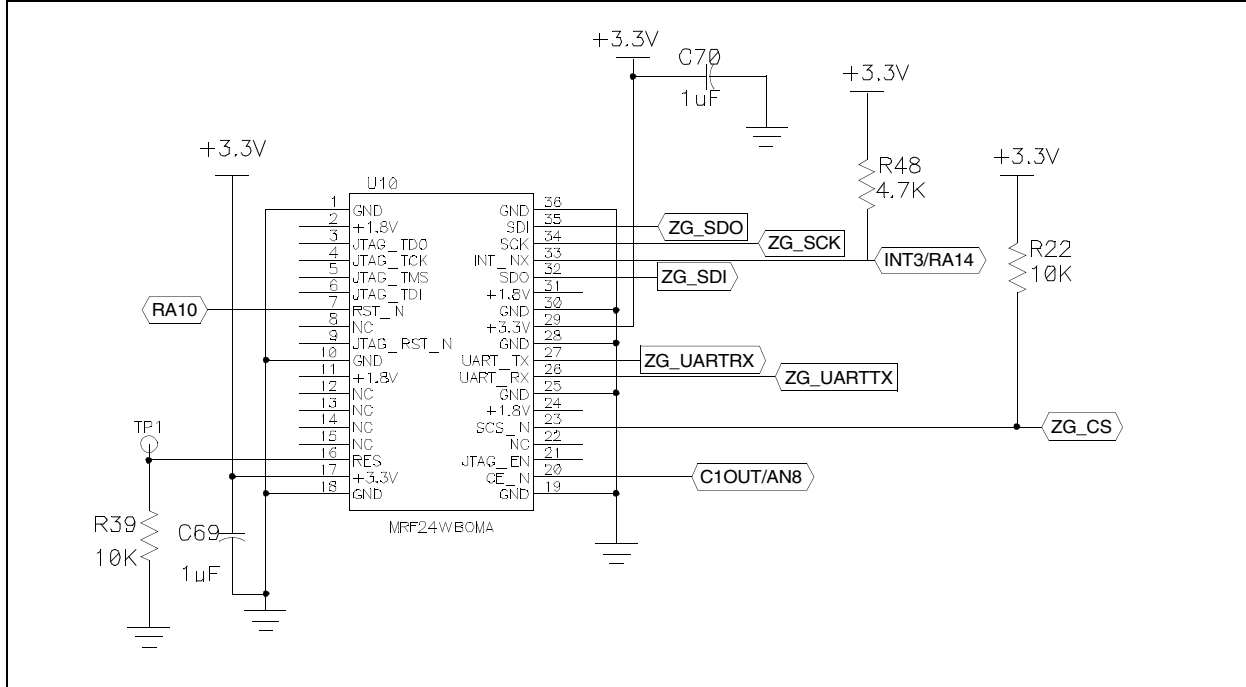 +3.3V
C70
1uF
+3.3V
R48
4.7K
+3.3V
R22
10K
+3.3V
U10
1 GND
2 +1.8V
3 JTAG_TDO
4 JTAG_TCK
5 JTAG_TMS
6 JTAG_TDI
7 RST_N
8 NC
9 JTAG_RST_N
10 GND
11 +1.8V
12 NC
13 NC
14 NC
15 NC
16 RES
17 +3.3V
18 GND
GND 36
SDI 35
SCK 34
INT_NX 33
SDO 32
+1.8V 31
GND 30
+3.3V 29
GND 28
UART_TX 27
UART_RX 26
GND 25
+1.8V 24
SCS_N 23
NC 22
JTAG_EN 21
CE_N 20
GND 19
MRF24WB0MA
RA10
ZG_SDO
ZG_SCK
INT3/RA14
ZG_SDI
ZG_UARTRX
ZG_UARTTX
ZG_CS
C1OUT/AN8
TP1
R39
10K
C69
1uF